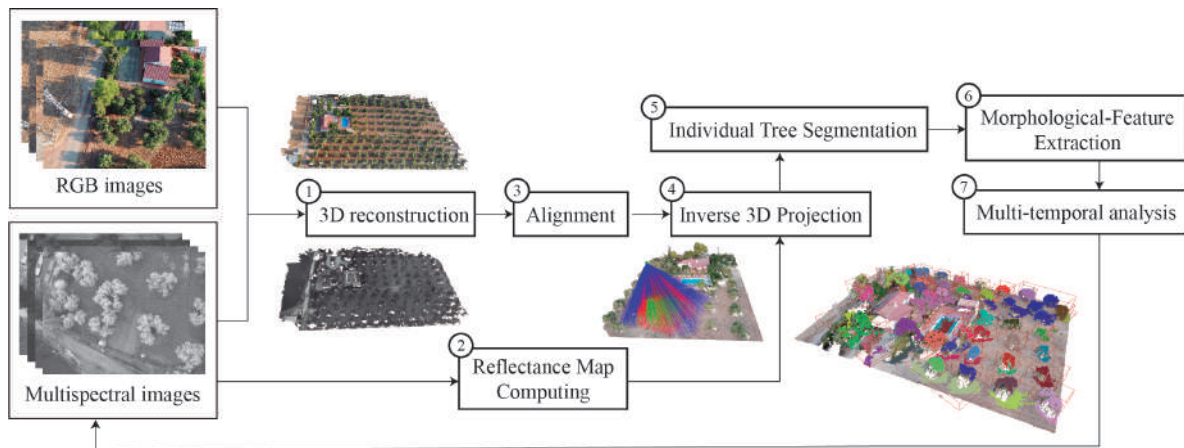 RGB images
Multispectral images
1
3D reconstruction
2
Reflectance Map
Computing
3
Alignment
4
Inverse 3D Projection
5
Individual Tree Segmentation
6
Morphological-Feature
Extraction
7
Multi-temporal analysis